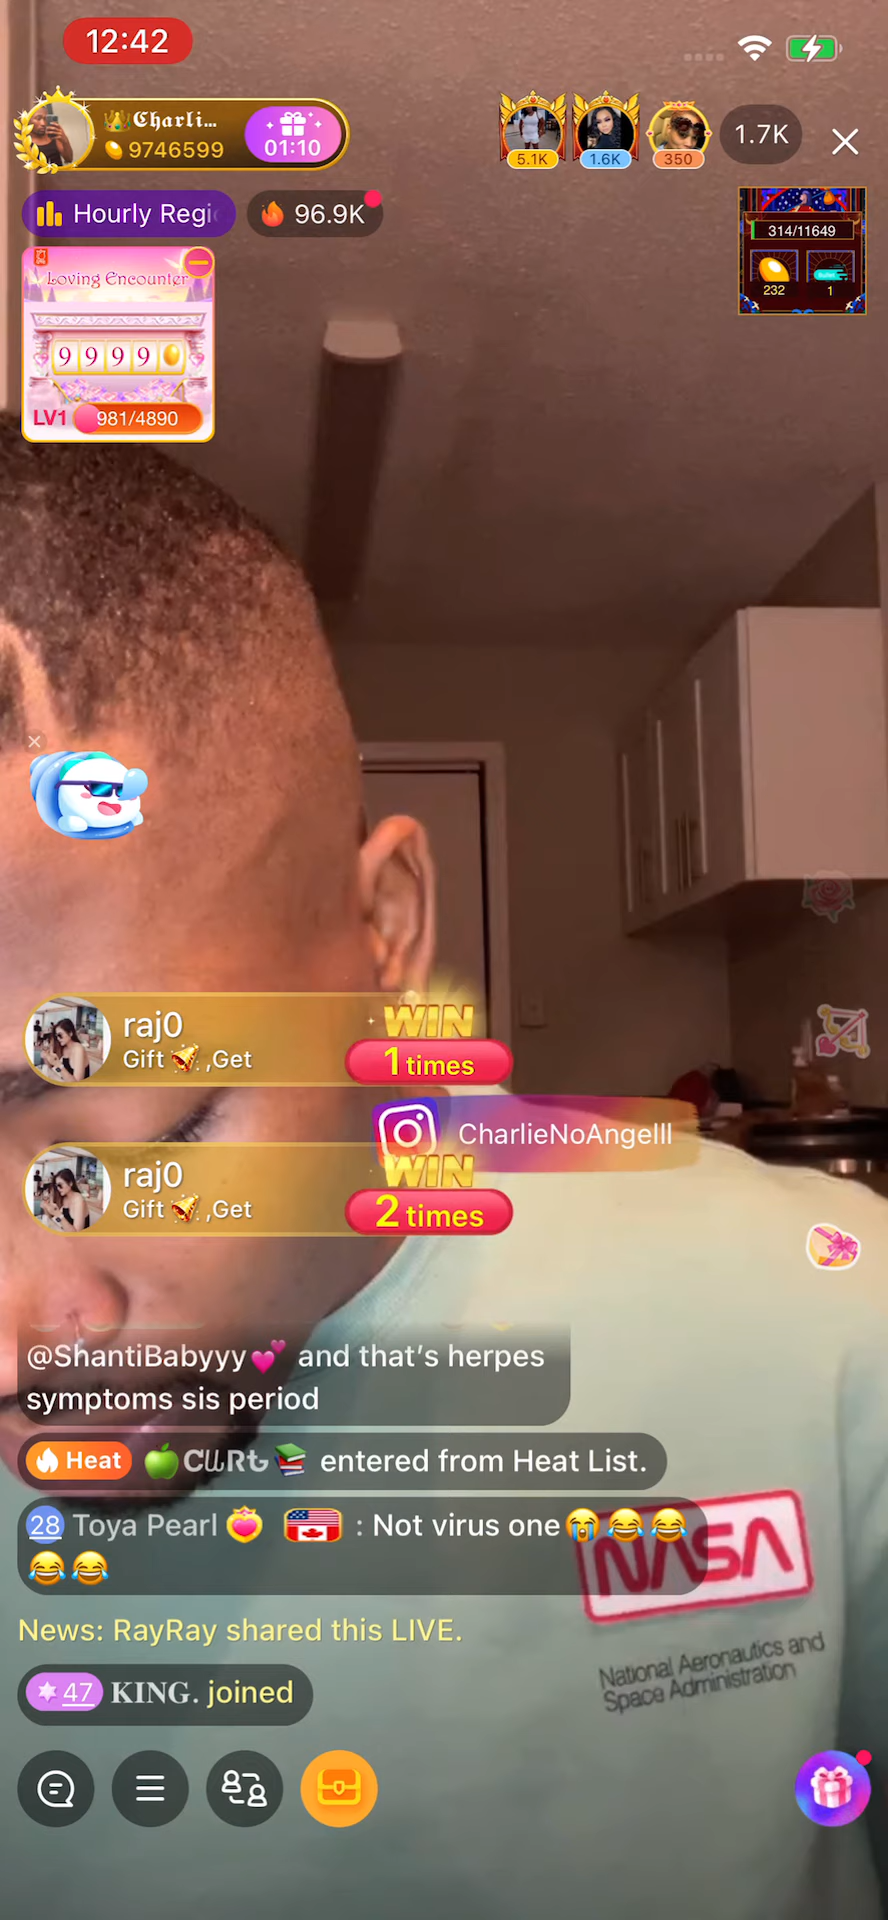 12:42
👑𝕮𝖍𝖆𝖗𝖑𝖎...
9746599
01:10
5.1K
1.6K
350
1.7K
Hourly Regi
96.9K
314/11649
232
1
Loving Encounter
9 9 9 9
LV1 981/4890
raj0
Gift ,Get
WIN
1 times
CharlieNoAngelll
raj0
Gift ,Get
WIN
2 times
@ShantiBabyyy💕 and that's herpes
symptoms sis period
Heat 🍏CURt📚 entered from Heat List.
28 Toya Pearl : Not virus one😭😂😂
😂😂
NASA
National Aeronautics and
Space Administration
News: RayRay shared this LIVE.
47 KING. joined